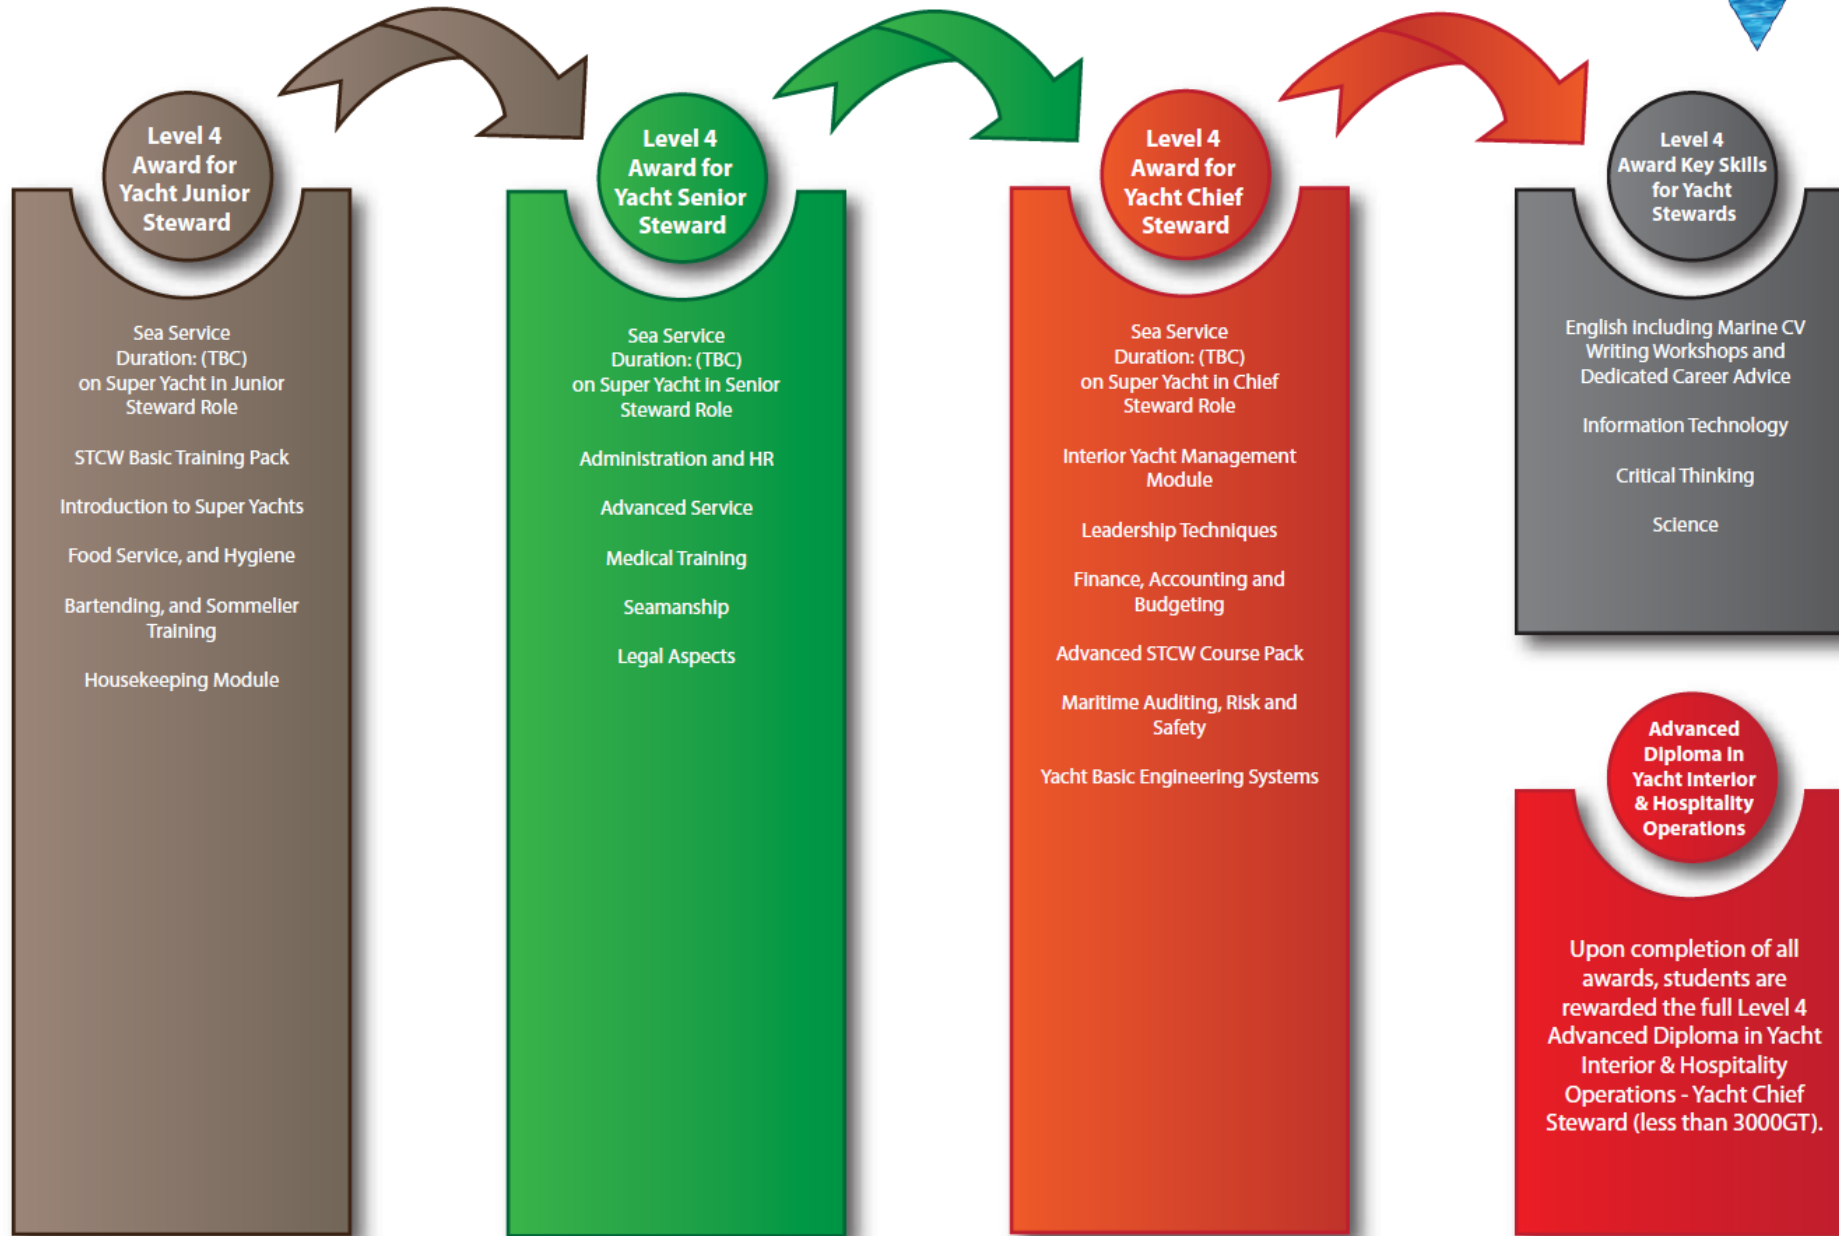 Level 4
Award for
Yacht Junior
Steward
Sea Service
Duration: (TBC)
on Super Yacht in Junior
Steward Role
STCW Basic Training Pack
Introduction to Super Yachts
Food Service, and Hygiene
Bartending, and Sommelier
Training
Housekeeping Module
Level 4
Award for
Yacht Senior
Steward
Sea Service
Duration: (TBC)
on Super Yacht in Senior
Steward Role
Administration and HR
Advanced Service
Medical Training
Seamanship
Legal Aspects
Level 4
Award for
Yacht Chief
Steward
Sea Service
Duration: (TBC)
on Super Yacht in Chief
Steward Role
Interior Yacht Management
Module
Leadership Techniques
Finance, Accounting and
Budgeting
Advanced STCW Course Pack
Maritime Auditing, Risk and
Safety
Yacht Basic Engineering Systems
Level 4
Award Key Skills
for Yacht
Stewards
English including Marine CV
Writing Workshops and
Dedicated Career Advice
Information Technology
Critical Thinking
Science
Advanced
Diploma in
Yacht Interior
& Hospitality
Operations
Upon completion of all
awards, students are
rewarded the full Level 4
Advanced Diploma in Yacht
Interior & Hospitality
Operations - Yacht Chief
Steward (less than 3000GT).